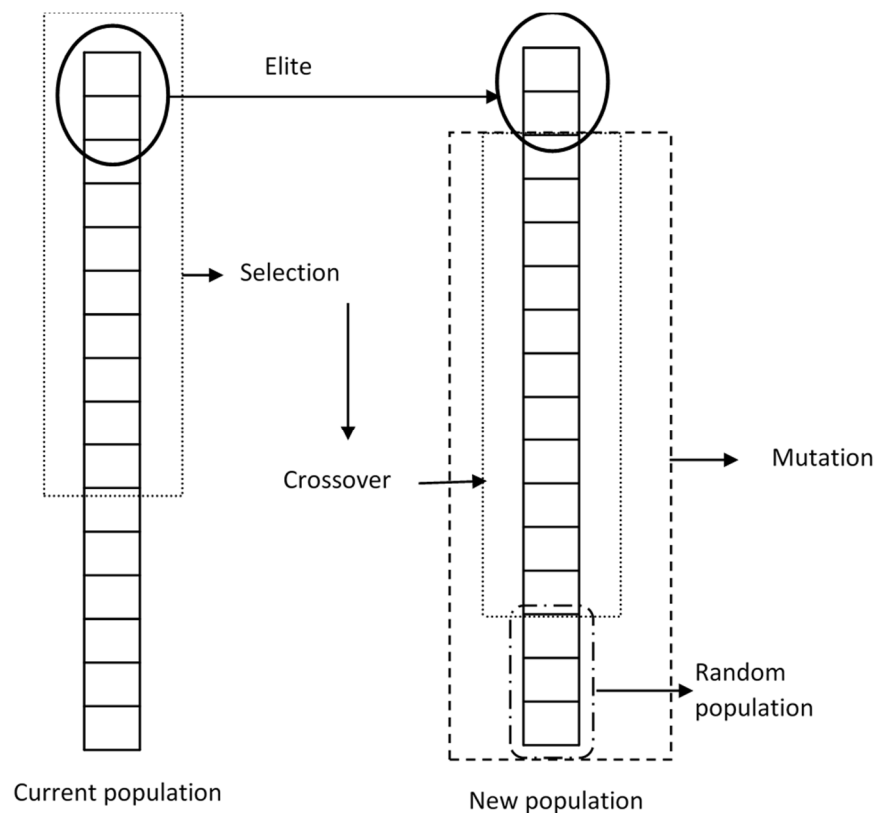 Elite
Selection
Crossover
Mutation
Random
population
Current population
New population